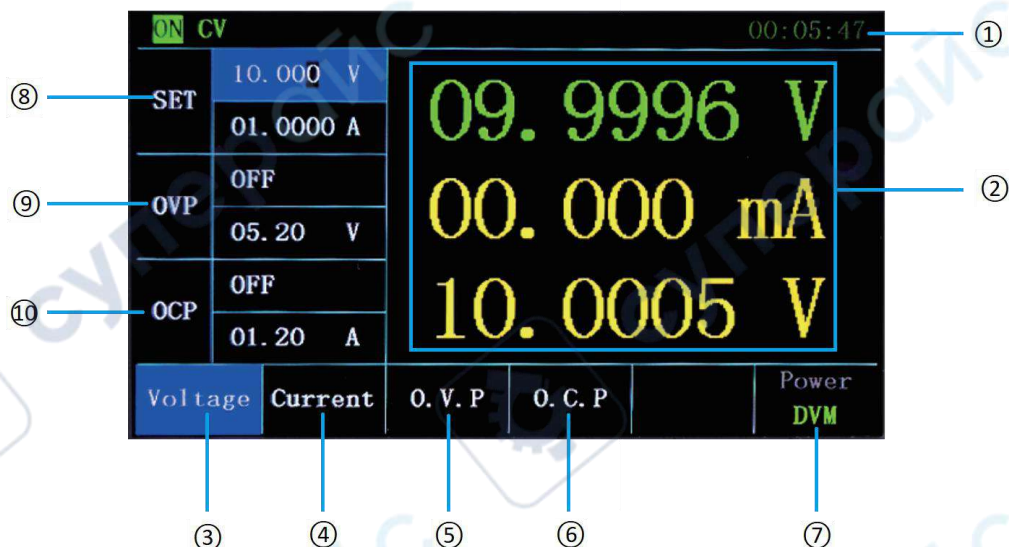 ON CV 00:05:47
①
⑧ SET 10.000 V
01.0000 A
09.9996 V
②
⑨ OVP OFF
05.20 V
00.000 mA
⑩ OCP OFF
01.20 A
10.0005 V
Voltage Current O.V.P O.C.P Power
DVM
③ ④ ⑤ ⑥ ⑦
супермайс